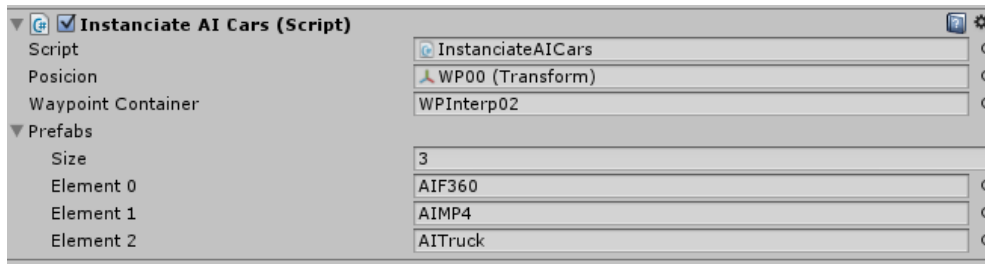 Instanciate AI Cars (Script)
Script InstanciateAICars
Posicion WP00 (Transform)
Waypoint Container WPInterp02
Prefabs
Size 3
Element 0 AIF360
Element 1 AIMP4
Element 2 AITruck